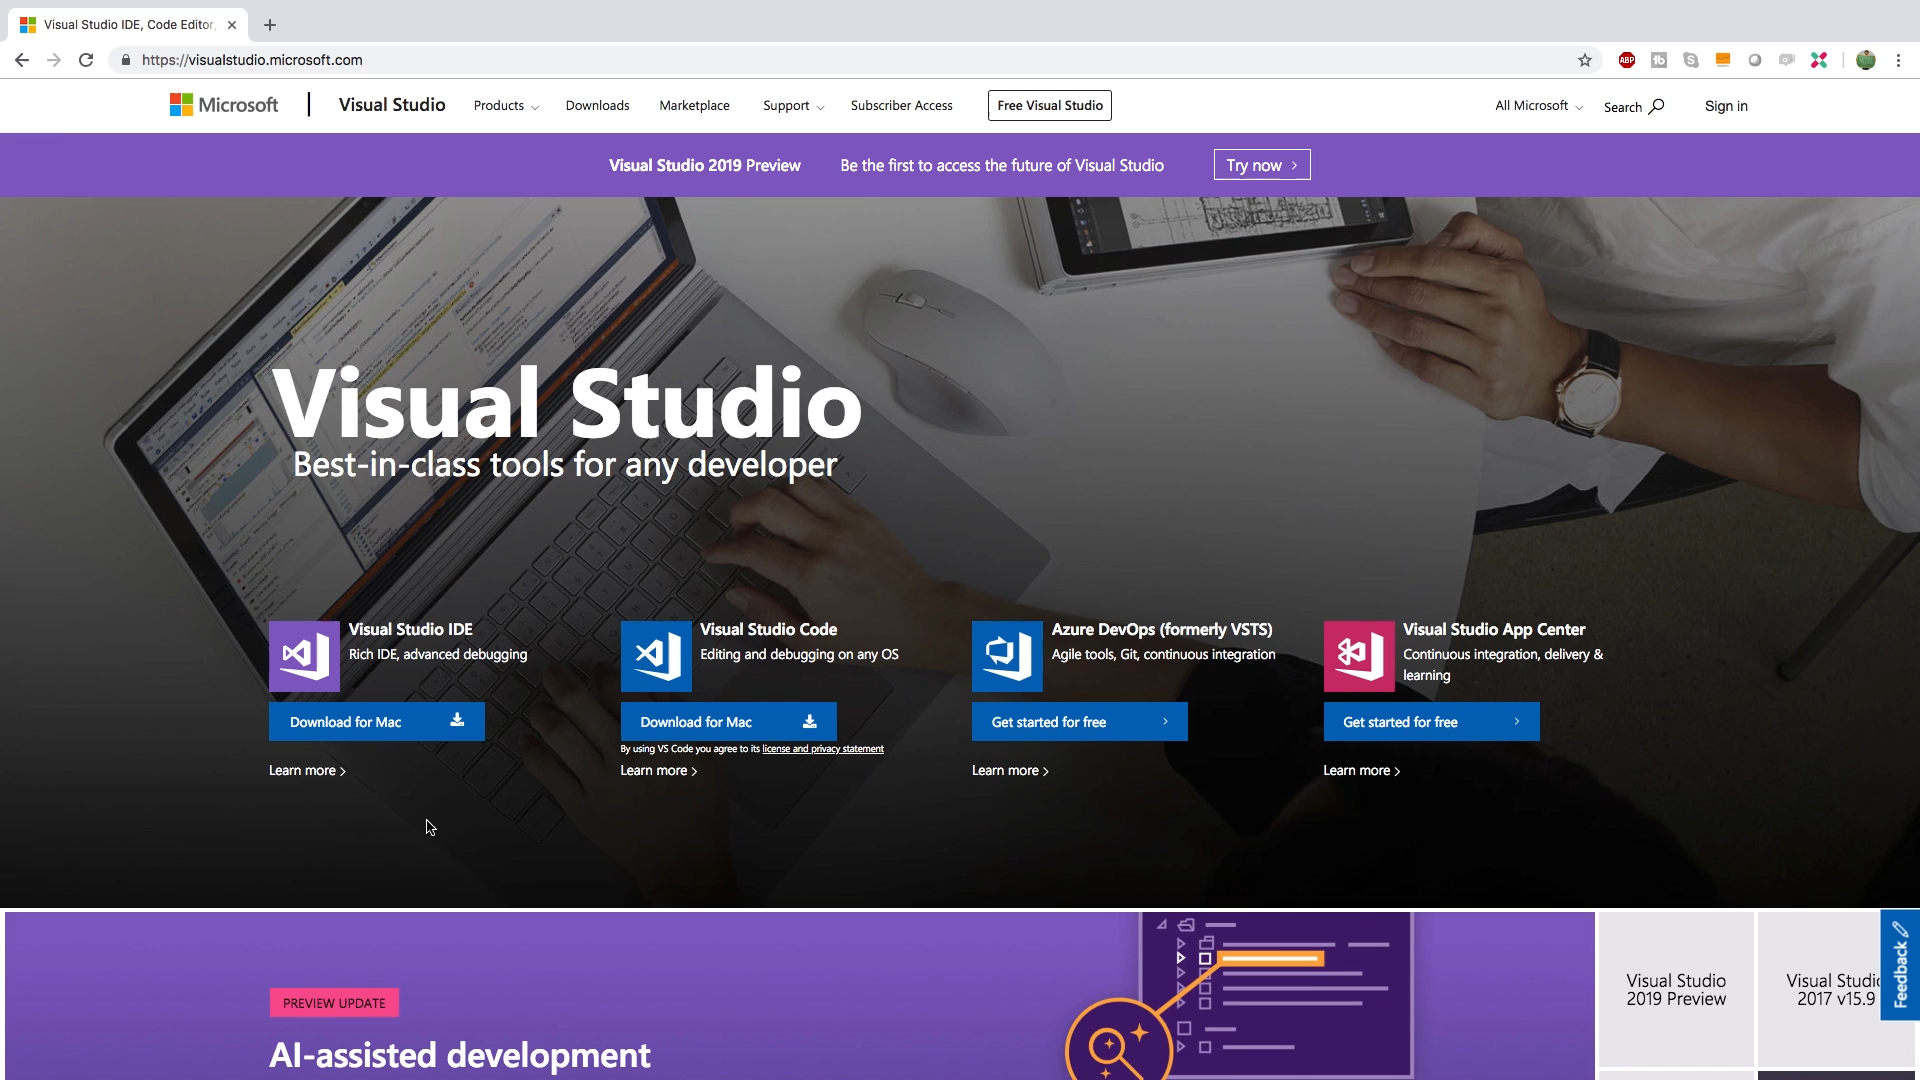 Visual Studio IDE, Code Editor,
https://visualstudio.microsoft.com
ABP
Microsoft
Visual Studio
Products
Downloads
Marketplace
Support
Subscriber Access
Free Visual Studio
All Microsoft
Search
Sign in
Visual Studio 2019 Preview
Be the first to access the future of Visual Studio
Try now
Visual Studio
Best-in-class tools for any developer
Visual Studio IDE
Rich IDE, advanced debugging
Download for Mac
Learn more
Visual Studio Code
Editing and debugging on any OS
Download for Mac
By using VS Code you agree to its license and privacy statement
Learn more
Azure DevOps (formerly VSTS)
Agile tools, Git, continuous integration
Get started for free
Learn more
Visual Studio App Center
Continuous integration, delivery &
learning
Get started for free
Learn more
PREVIEW UPDATE
AI-assisted development
Visual Studio
2019 Preview
Visual Studio
2017 v15.9
Feedback